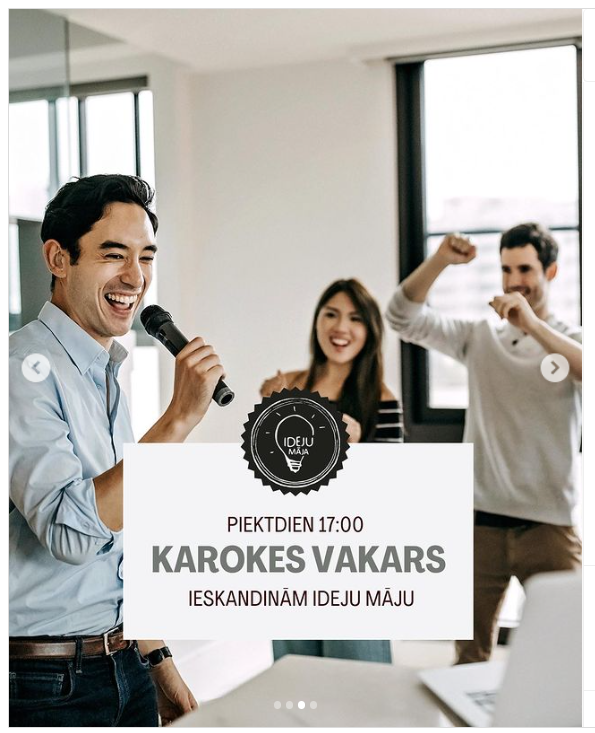 IDEJU
MĀJA
PIEKTDIEN 17:00
KAROKES VAKARS
IESKANDINĀM IDEJU MĀJU